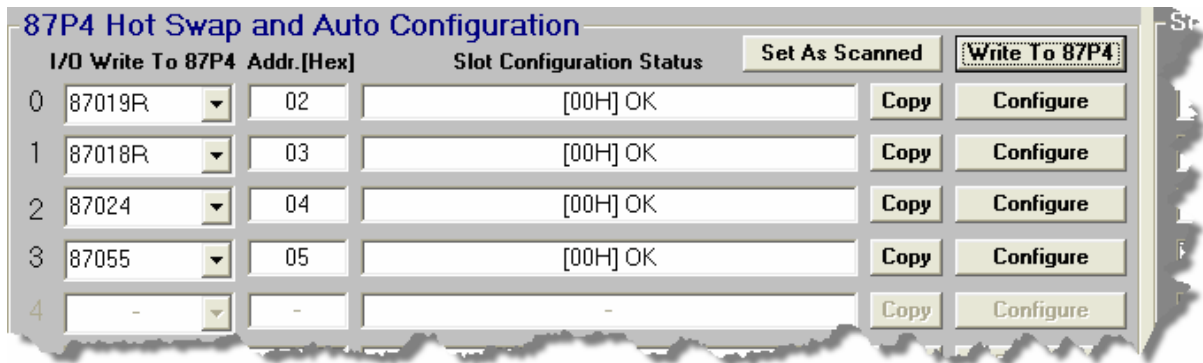 87P4 Hot Swap and Auto Configuration
I/O Write To 87P4 Addr.[Hex] Slot Configuration Status Set As Scanned Write To 87P4
0 87019R 02 [00H] OK Copy Configure
1 87018R 03 [00H] OK Copy Configure
2 87024 04 [00H] OK Copy Configure
3 87055 05 [00H] OK Copy Configure
4 - - - Copy Configure